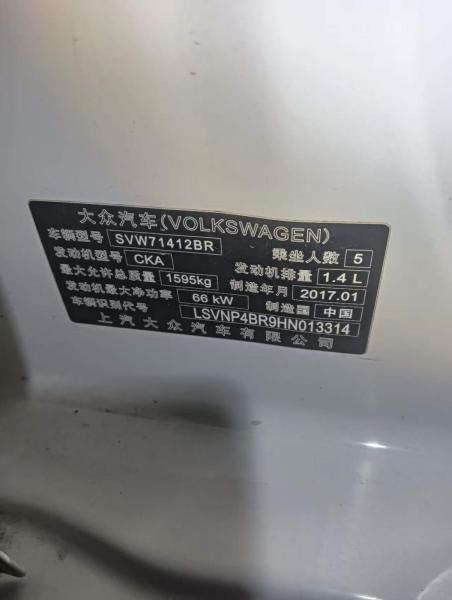 大众汽车(VOLKSWAGEN)
车辆型号 SVW71412BR 乘坐人数 5
发动机型号 CKA 发动机排量 1.4 L
最大允许总质量 1595kg 制造年月 2017.01
发动机最大净功率 66 kW 制造国 中国
车辆识别代号 LSVNP4BR9HN013314
上汽大众汽车有限公司